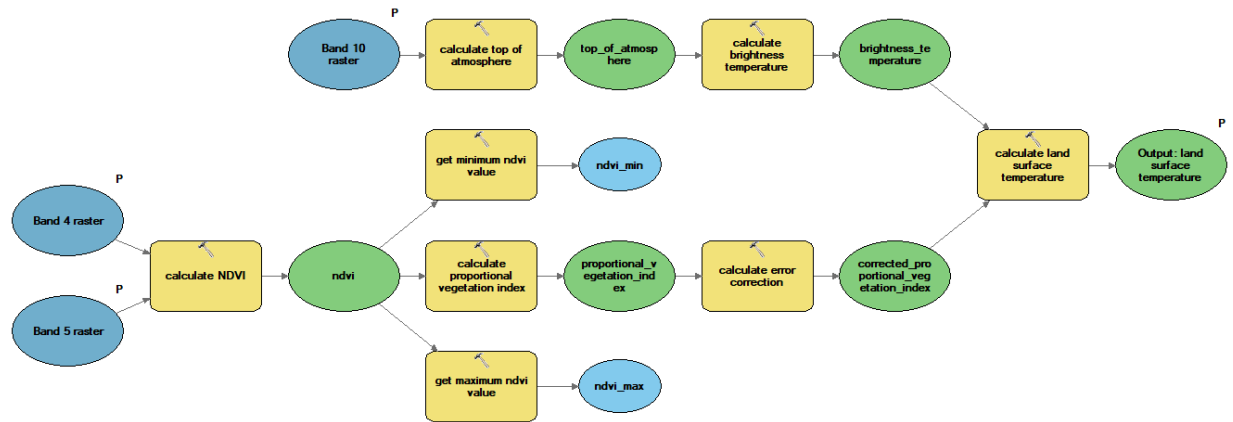 P
Band 10
raster
calculate top of
atmosphere
top_of_atmosp
here
calculate
brightness
temperature
brightness_te
mperature
get minimum ndvi
value
ndvi_min
calculate land
surface
temperature
P
Output: land
surface
temperature
P
Band 4 raster
P
Band 5 raster
calculate NDVI
ndvi
calculate
proportional
vegetation index
proportional_v
egetation_ind
ex
calculate error
correction
corrected_pro
portional_veg
etation_index
get maximum ndvi
value
ndvi_max